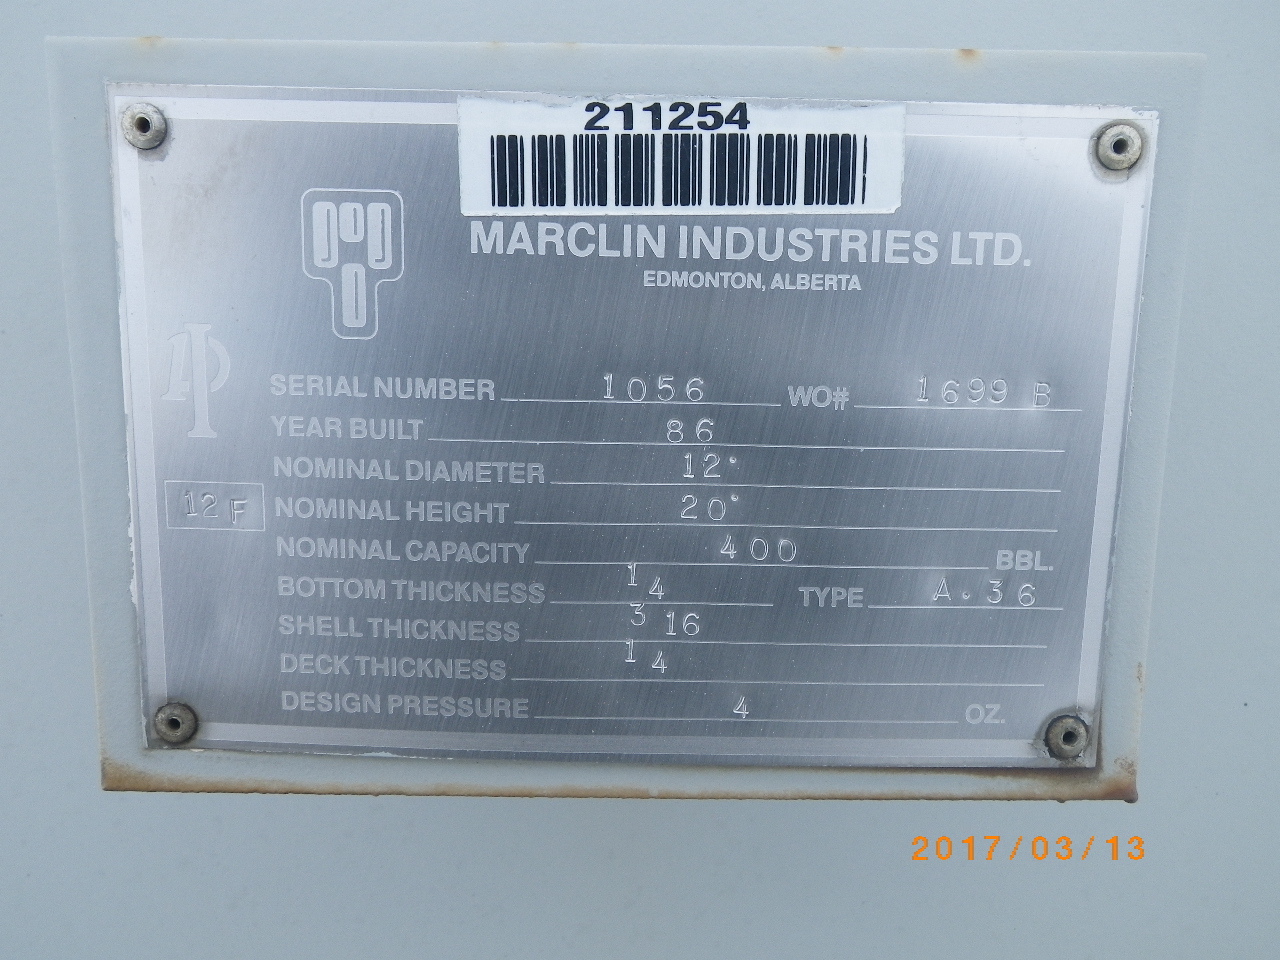 211254
MARCLIN INDUSTRIES LTD.
EDMONTON, ALBERTA
API
SERIAL NUMBER 1056 WO# 1699 B
YEAR BUILT 86
NOMINAL DIAMETER 12'
12 F NOMINAL HEIGHT 20'
NOMINAL CAPACITY 400 BBL.
BOTTOM THICKNESS 1 4 TYPE A.36
SHELL THICKNESS 3 16
DECK THICKNESS 1 4
DESIGN PRESSURE 4 OZ.
2017/03/13